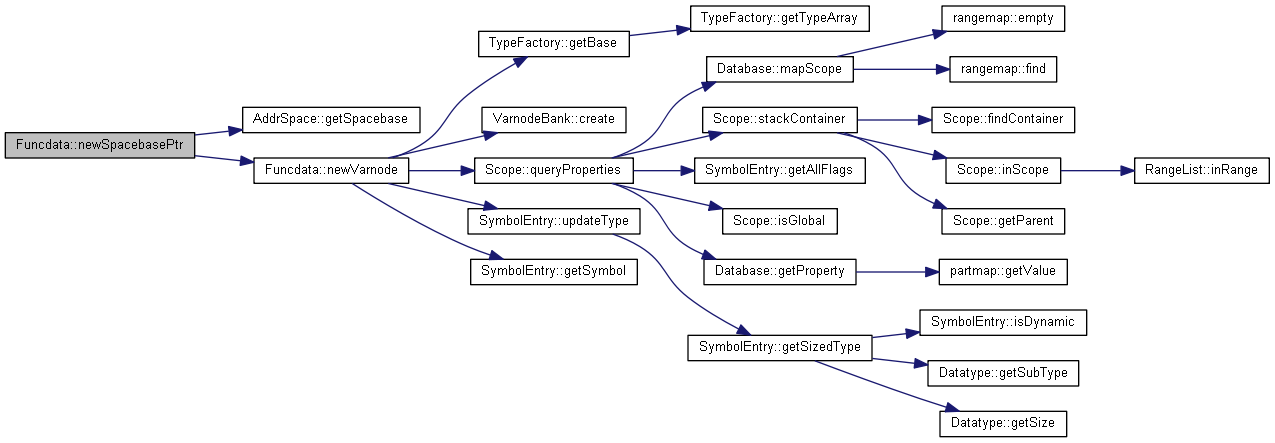 Funcdata::newSpacebasePtr
AddrSpace::getSpacebase
Funcdata::newVarnode
TypeFactory::getBase
TypeFactory::getTypeArray
VarnodeBank::create
Scope::queryProperties
SymbolEntry::updateType
SymbolEntry::getSymbol
Database::mapScope
rangemap::empty
rangemap::find
Scope::stackContainer
Scope::findContainer
Scope::inScope
RangeList::inRange
Scope::getParent
SymbolEntry::getAllFlags
Scope::isGlobal
Database::getProperty
partmap::getValue
SymbolEntry::getSizedType
SymbolEntry::isDynamic
Datatype::getSubType
Datatype::getSize